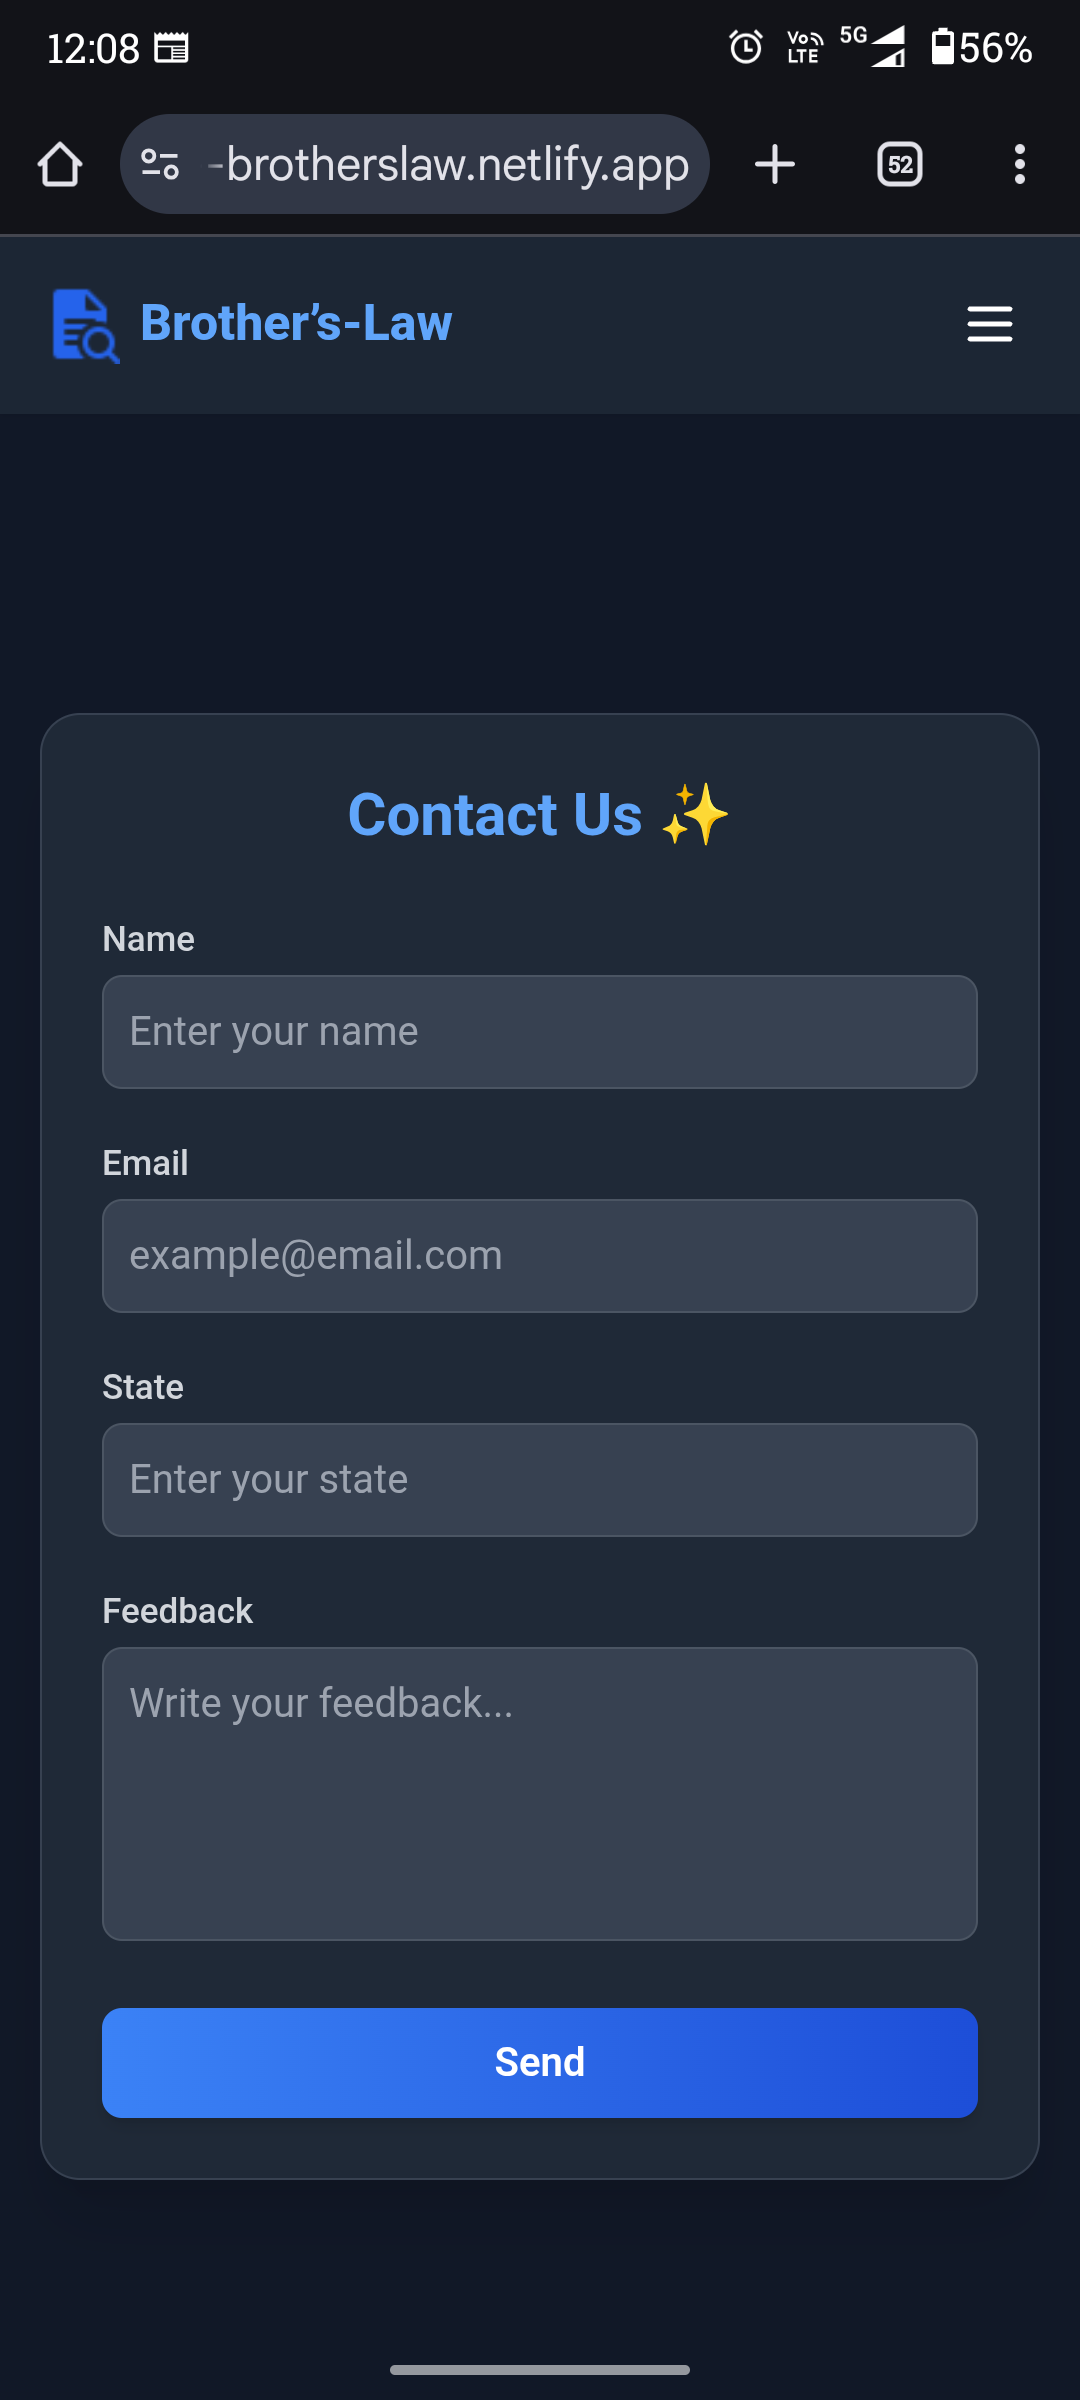 12:08
Vo LTE 5G 56%
-brotherslaw.netlify.app 52
Brother’s-Law
Contact Us ✨
Name
Enter your name
Email
example@email.com
State
Enter your state
Feedback
Write your feedback...
Send